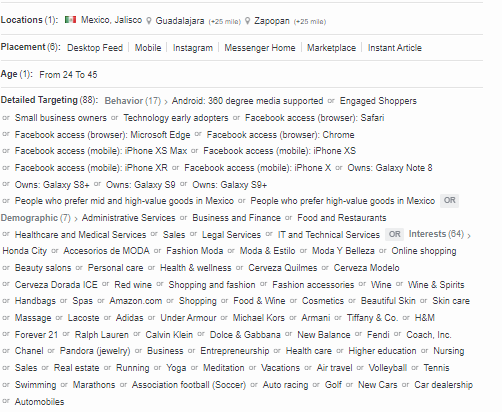 Locations (1): Mexico, Jalisco Guadalajara (+25 mile) Zapopan (+25 mile)
Placement (6): Desktop Feed | Mobile | Instagram | Messenger Home | Marketplace | Instant Article
Age (1): From 24 To 45
Detailed Targeting (88): Behavior (17) > Android: 360 degree media supported or Engaged Shoppers
or Small business owners or Technology early adopters or Facebook access (browser): Safari
or Facebook access (browser): Microsoft Edge or Facebook access (browser): Chrome
or Facebook access (mobile): iPhone XS Max or Facebook access (mobile): iPhone XS
or Facebook access (mobile): iPhone XR or Facebook access (mobile): iPhone X or Owns: Galaxy Note 8
or Owns: Galaxy S8+ or Owns: Galaxy S9 or Owns: Galaxy S9+
or People who prefer mid and high-value goods in Mexico or People who prefer high-value goods in Mexico OR
Demographic (7) > Administrative Services or Business and Finance or Food and Restaurants
or Healthcare and Medical Services or Sales or Legal Services or IT and Technical Services OR Interests (64) >
Honda City or Accesorios de MODA or Fashion Moda or Moda & Estilo or Moda Y Belleza or Online shopping
or Beauty salons or Personal care or Health & wellness or Cerveza Quilmes or Cerveza Modelo
or Cerveza Dorada ICE or Red wine or Shopping and fashion or Fashion accessories or Wine or Wine & Spirits
or Handbags or Spas or Amazon.com or Shopping or Food & Wine or Cosmetics or Beautiful Skin or Skin care
or Massage or Lacoste or Adidas or Under Armour or Michael Kors or Armani or Tiffany & Co. or H&M
or Forever 21 or Ralph Lauren or Calvin Klein or Dolce & Gabbana or New Balance or Fendi or Coach, Inc.
or Chanel or Pandora (jewelry) or Business or Entrepreneurship or Health care or Higher education or Nursing
or Sales or Real estate or Running or Yoga or Meditation or Vacations or Air travel or Volleyball or Tennis
or Swimming or Marathons or Association football (Soccer) or Auto racing or Golf or New Cars or Car dealership
or Automobiles